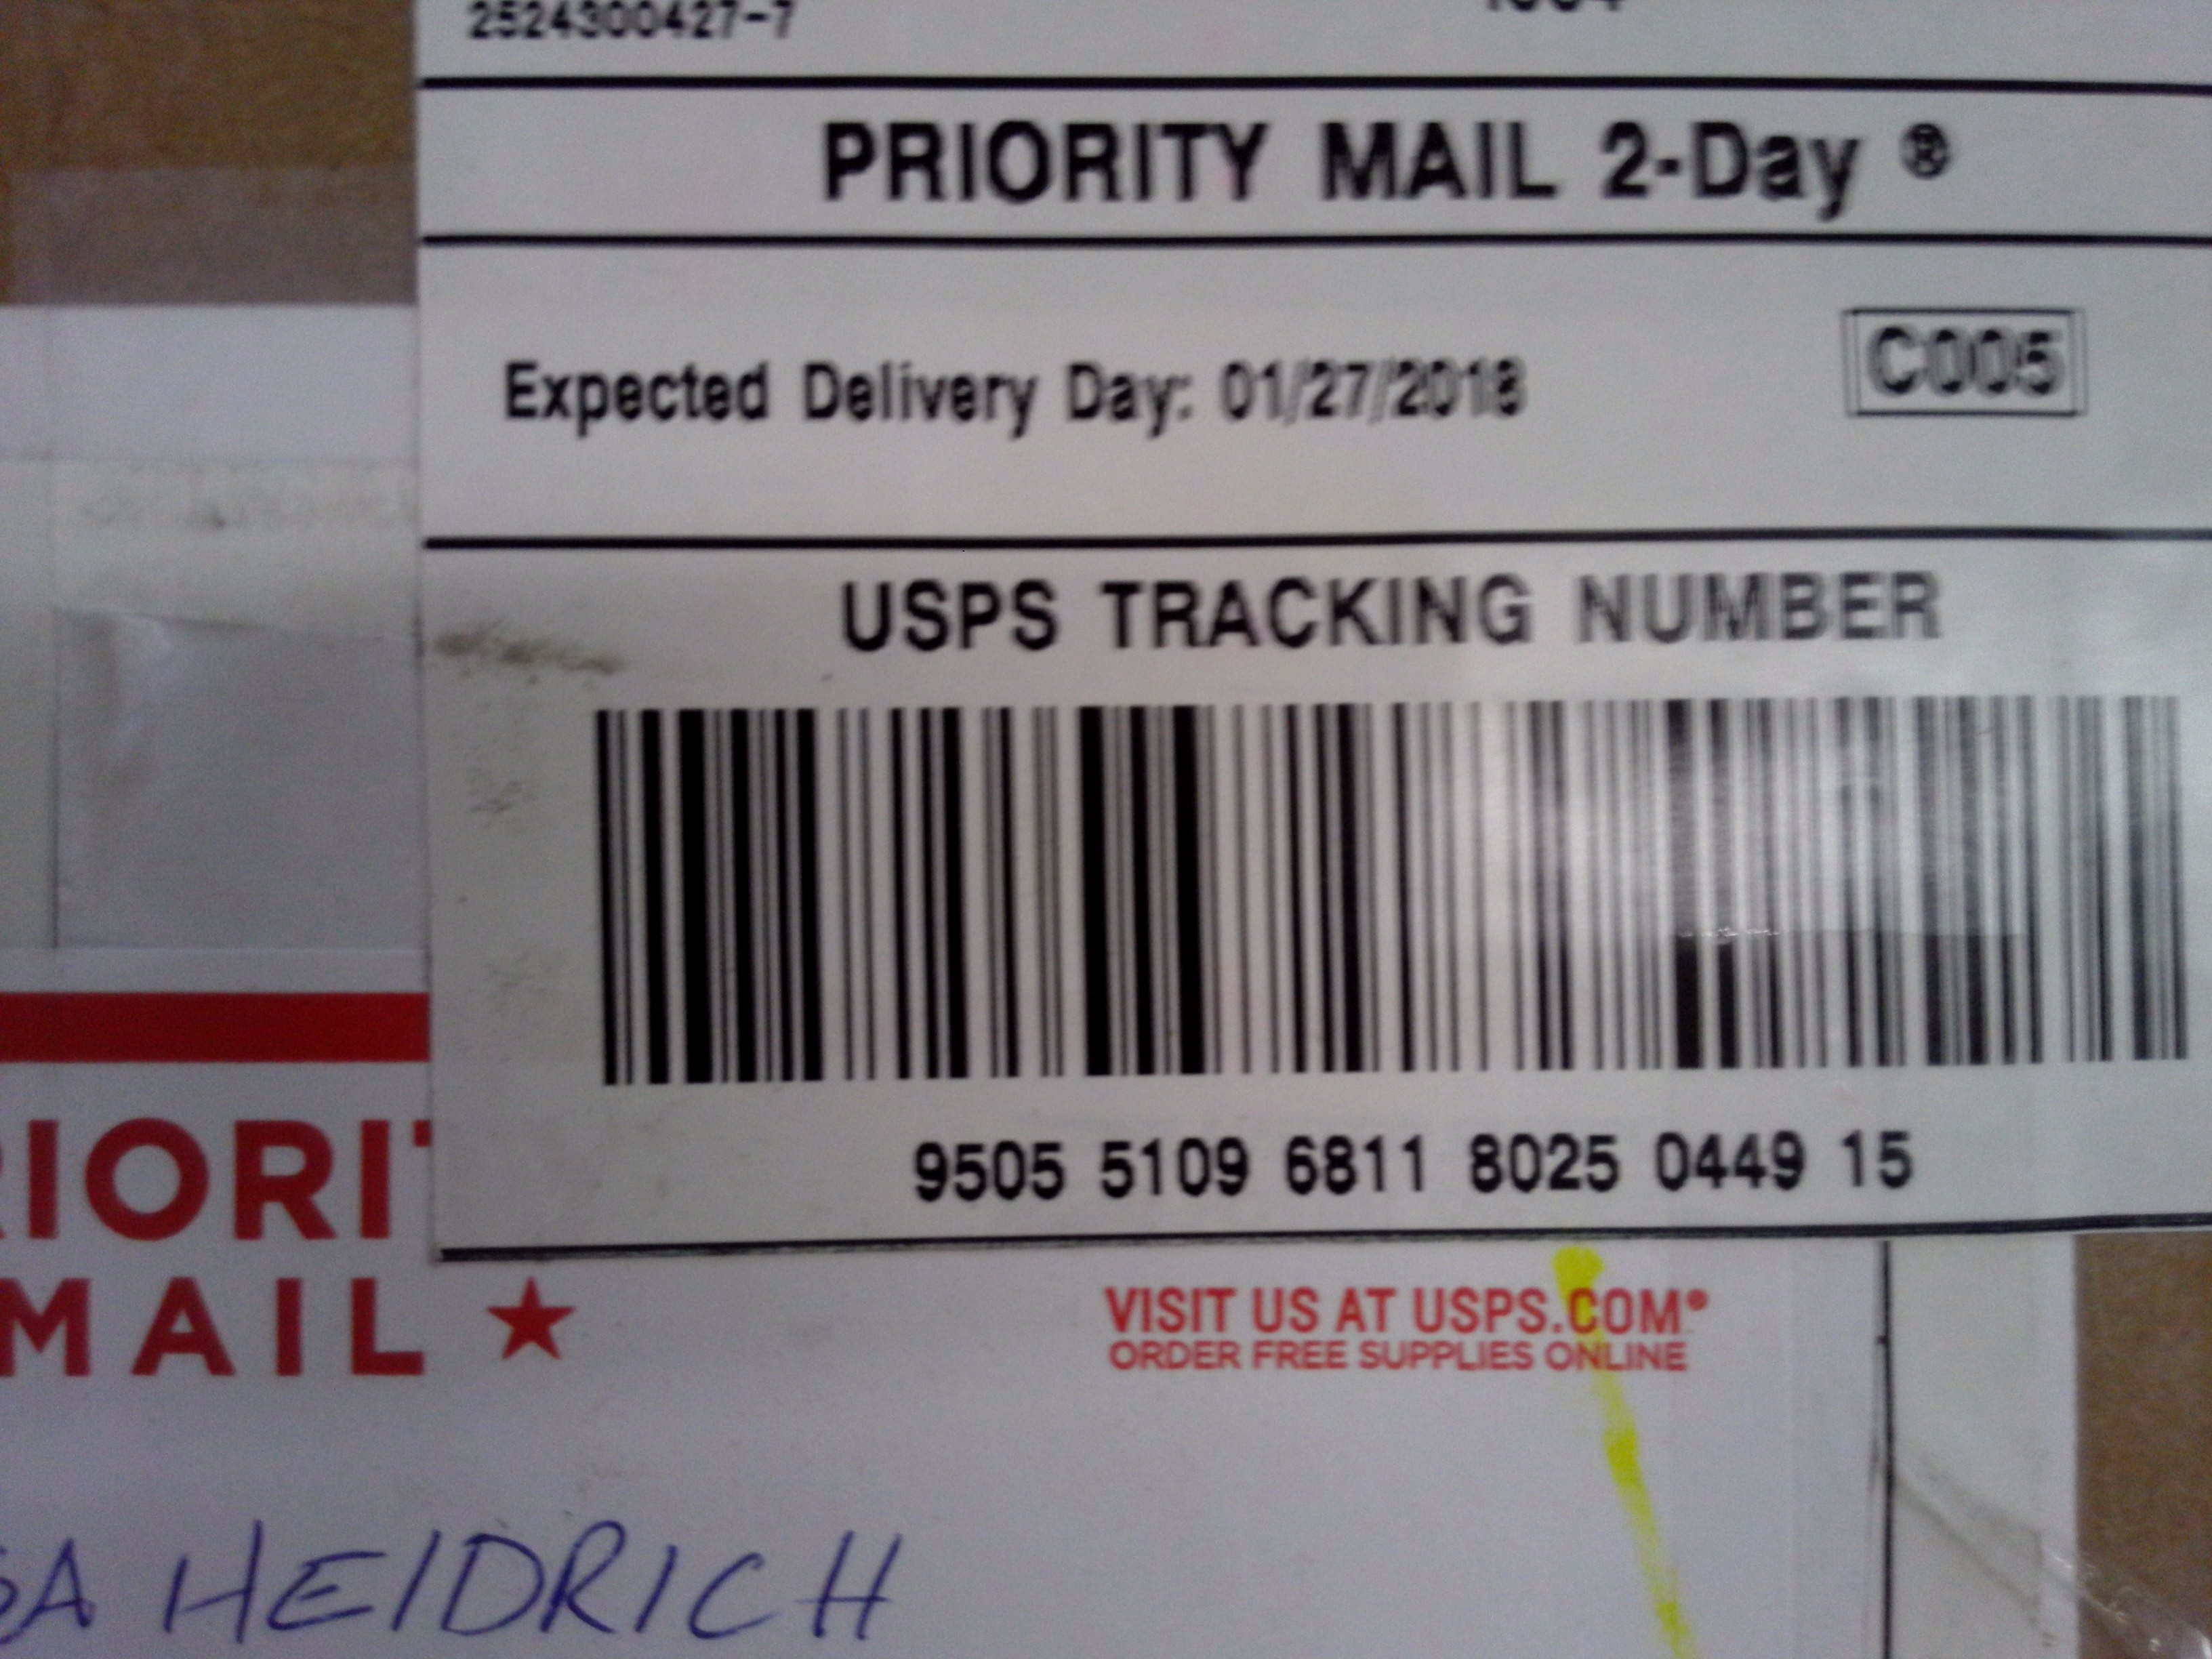 2524300427-7
PRIORITY MAIL 2-Day ®
Expected Delivery Day: 01/27/2018
C005
USPS TRACKING NUMBER
9505 5109 6811 8025 0449 15
RIORIT
MAIL ★
VISIT US AT USPS.COM®
ORDER FREE SUPPLIES ONLINE
SA HEIDRICH